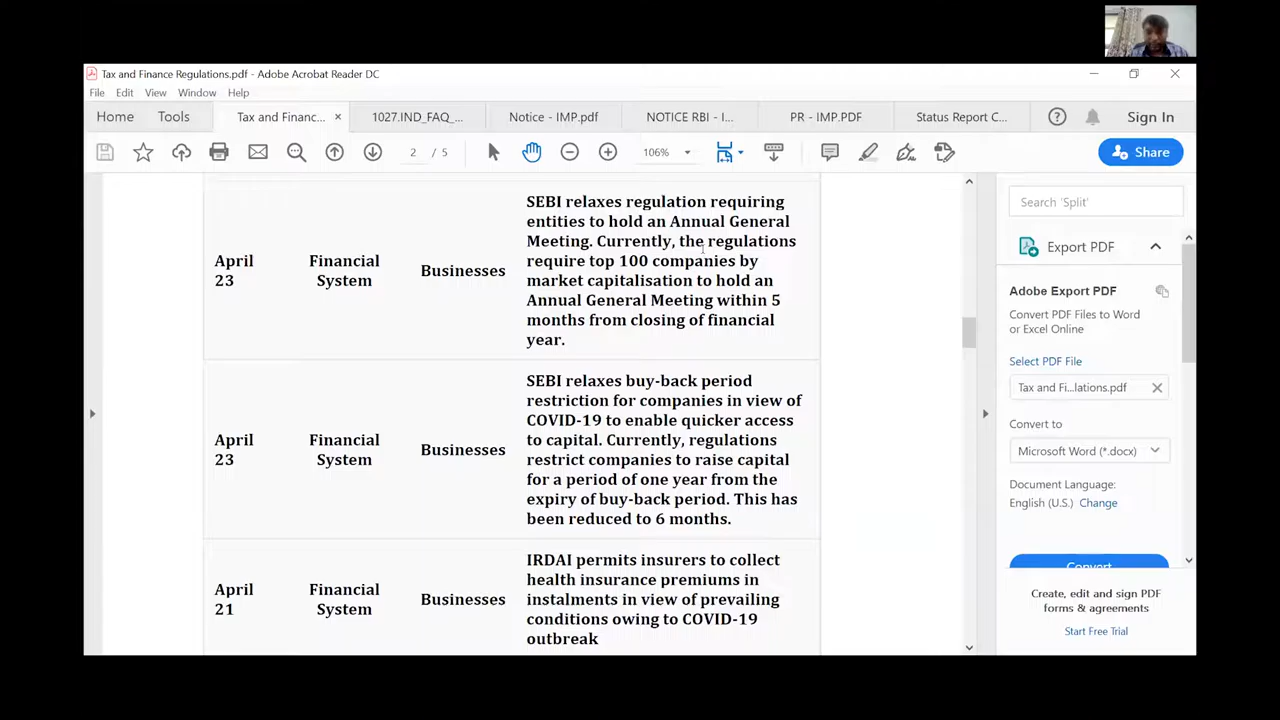 Tax and Finance Regulations.pdf - Adobe Acrobat Reader DC
File Edit View Window Help
Home Tools Tax and Financ... × 1027.IND_FAQ_... Notice - IMP.pdf NOTICE RBI - I... PR - IMP.PDF Status Report C... Sign In
2 / 5 106% Share
SEBI relaxes regulation requiring
entities to hold an Annual General
Meeting. Currently, the regulations
require top 100 companies by
market capitalisation to hold an
Annual General Meeting within 5
months from closing of financial
year.
April
23
Financial
System
Businesses
SEBI relaxes buy-back period
restriction for companies in view of
COVID-19 to enable quicker access
to capital. Currently, regulations
restrict companies to raise capital
for a period of one year from the
expiry of buy-back period. This has
been reduced to 6 months.
April
23
Financial
System
Businesses
IRDAI permits insurers to collect
health insurance premiums in
instalments in view of prevailing
conditions owing to COVID-19
outbreak
April
21
Financial
System
Businesses
Search 'Split'
Export PDF
Adobe Export PDF
Convert PDF Files to Word
or Excel Online
Select PDF File
Tax and Fi...lations.pdf
Convert to
Microsoft Word (*.docx)
Document Language:
English (U.S.) Change
Convert
Create, edit and sign PDF
forms & agreements
Start Free Trial